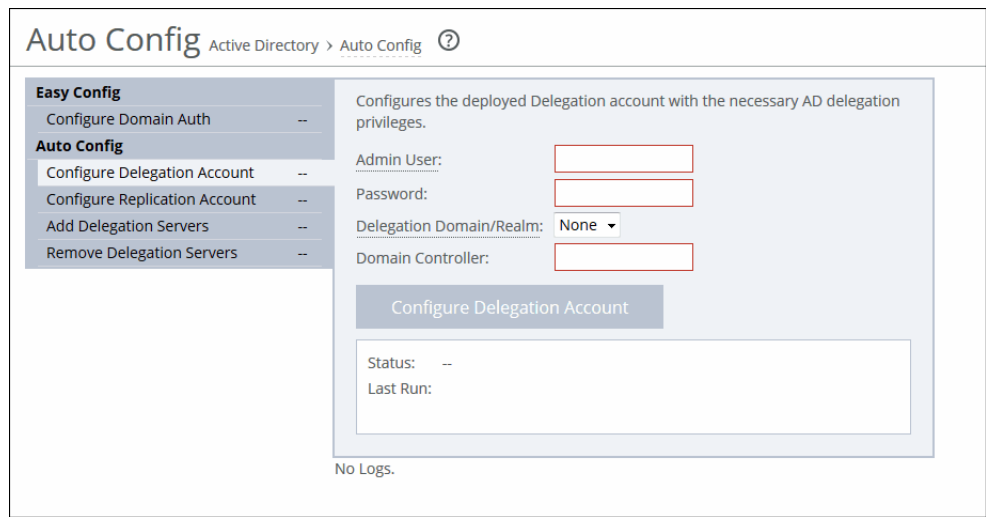 Auto Config Active Directory › Auto Config ?
Easy Config
Configure Domain Auth --
Auto Config
Configure Delegation Account --
Configure Replication Account --
Add Delegation Servers --
Remove Delegation Servers --
Configures the deployed Delegation account with the necessary AD delegation
privileges.
Admin User:
Password:
Delegation Domain/Realm: None
Domain Controller:
Configure Delegation Account
Status: --
Last Run:
No Logs.